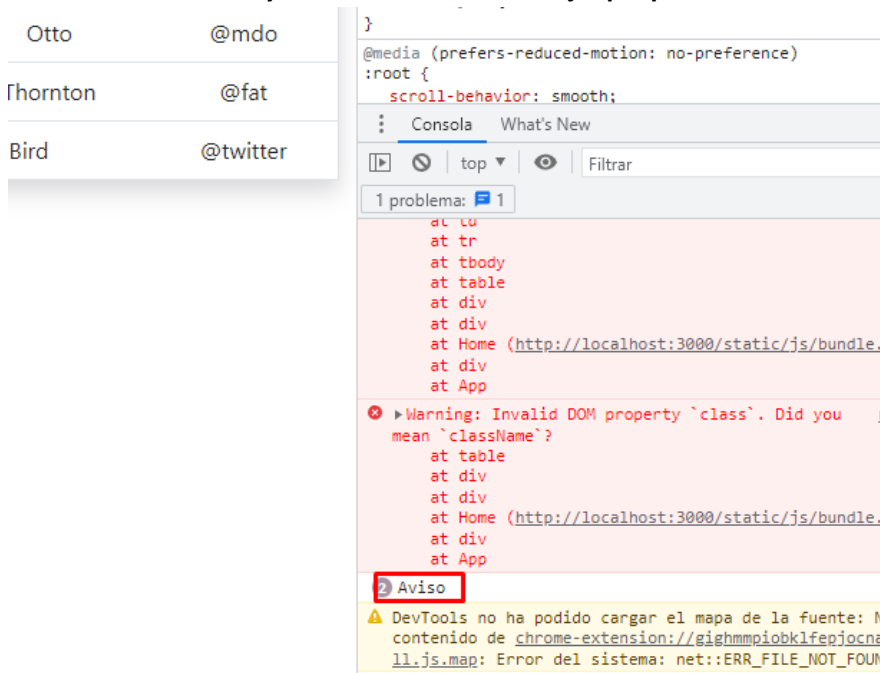 Otto @mdo
Thornton @fat
Bird @twitter
}
@media (prefers-reduced-motion: no-preference)
:root {
scroll-behavior: smooth;
Consola What's New
top Filtrar
1 problema: 1
at tr
at tbody
at table
at div
at div
at Home (http://localhost:3000/static/js/bundle.
at div
at App
Warning: Invalid DOM property `class`. Did you
mean `className`?
at table
at div
at div
at Home (http://localhost:3000/static/js/bundle.
at div
at App
2 Aviso
DevTools no ha podido cargar el mapa de la fuente:
contenido de chrome-extension://gighmmpiobklfepjocna
ll.js.map: Error del sistema: net::ERR_FILE_NOT_FOUN